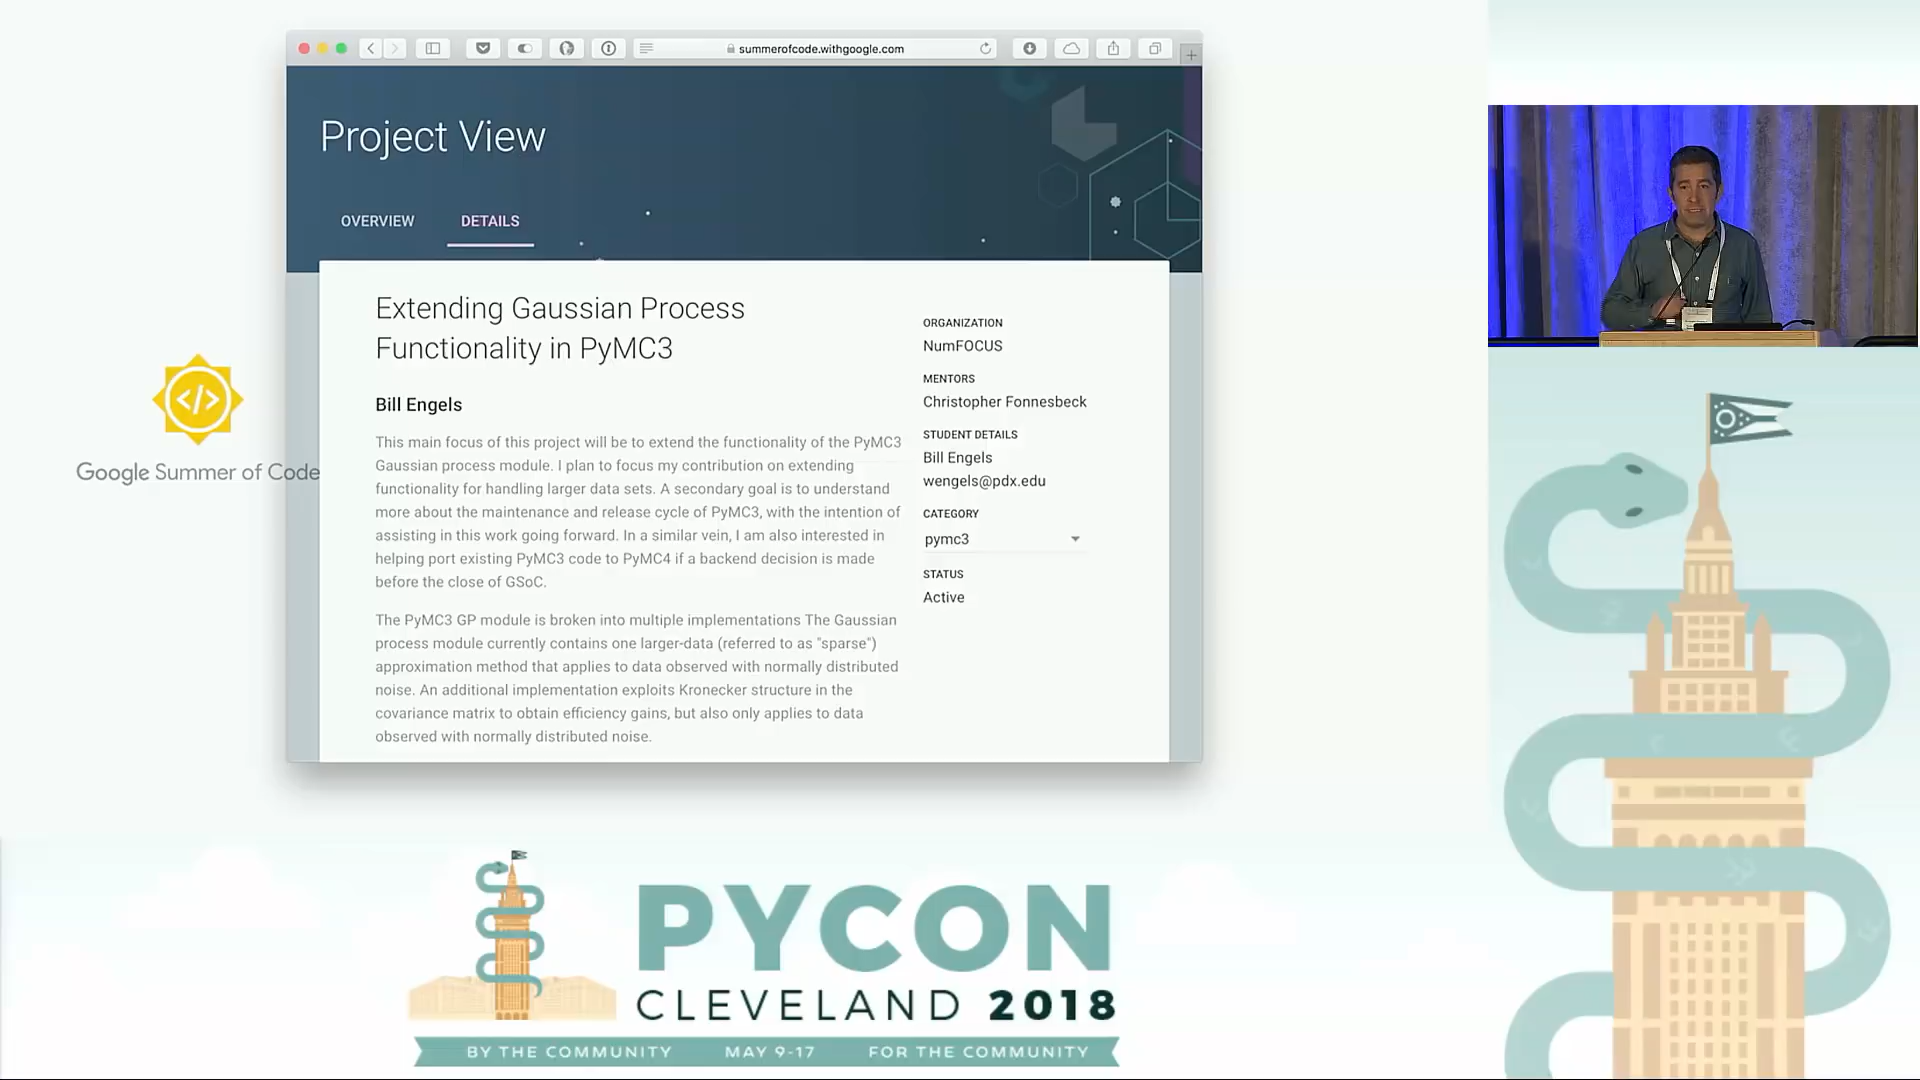 summerofcode.withgoogle.com
Project View
OVERVIEW
DETAILS
Extending Gaussian Process
Functionality in PyMC3
Bill Engels
This main focus of this project will be to extend the functionality of the PyMC3
Gaussian process module. I plan to focus my contribution on extending
functionality for handling larger data sets. A secondary goal is to understand
more about the maintenance and release cycle of PyMC3, with the intention of
assisting in this work going forward. In a similar vein, I am also interested in
helping port existing PyMC3 code to PyMC4 if a backend decision is made
before the close of GSoC.
The PyMC3 GP module is broken into multiple implementations The Gaussian
process module currently contains one larger-data (referred to as "sparse")
approximation method that applies to data observed with normally distributed
noise. An additional implementation exploits Kronecker structure in the
covariance matrix to obtain efficiency gains, but also only applies to data
observed with normally distributed noise.
ORGANIZATION
NumFOCUS
MENTORS
Christopher Fonnesbeck
STUDENT DETAILS
Bill Engels
wengels@pdx.edu
CATEGORY
pymc3
STATUS
Active
</>
Google Summer of Code
PYCON
CLEVELAND 2018
BY THE COMMUNITY MAY 9-17 FOR THE COMMUNITY